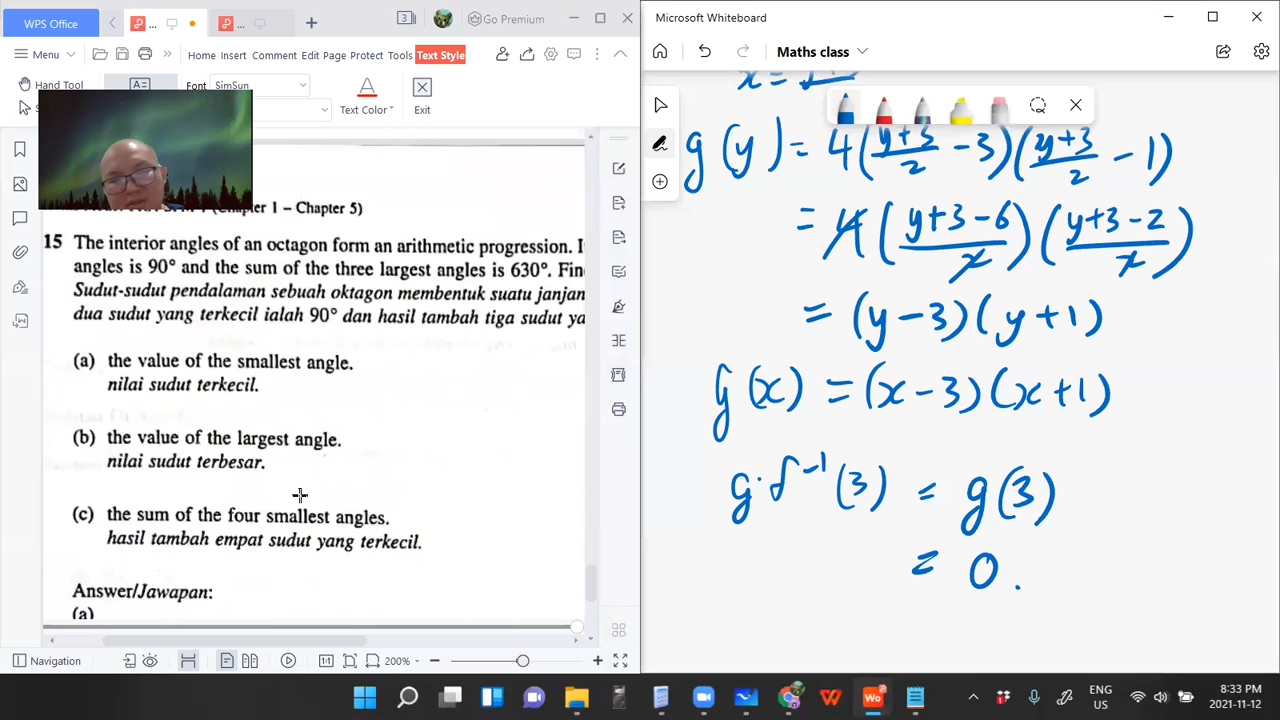 WPS Office
...
...
3
Go Premium
Menu
Home Insert Comment Edit Page Protect Tools Text Style
Hand Tool
Font SimSun
Text Color
Exit
(Chapter 1 – Chapter 5)
15 The interior angles of an octagon form an arithmetic progression.
angles is 90° and the sum of the three largest angles is 630°. Fin
Sudut-sudut pendalaman sebuah oktagon membentuk suatu janjan
dua sudut yang terkecil ialah 90° dan hasil tambah tiga sudut ya
(a) the value of the smallest angle.
nilai sudut terkecil.
(b) the value of the largest angle.
nilai sudut terbesar.
(c) the sum of the four smallest angles.
hasil tambah empat sudut yang terkecil.
Answer/Jawapan:
(a)
Navigation
200%
Microsoft Whiteboard
Maths class
x =
g(y) = 4((y+3)/2 - 3)((y+3)/2 - 1)
= 4((y+3-6)/2)((y+3-2)/2)
= (y-3)(y+1)
g(x) = (x-3)(x+1)
g·f⁻¹(3) = g(3)
= 0.
ENG
US
8:33 PM
2021-11-12